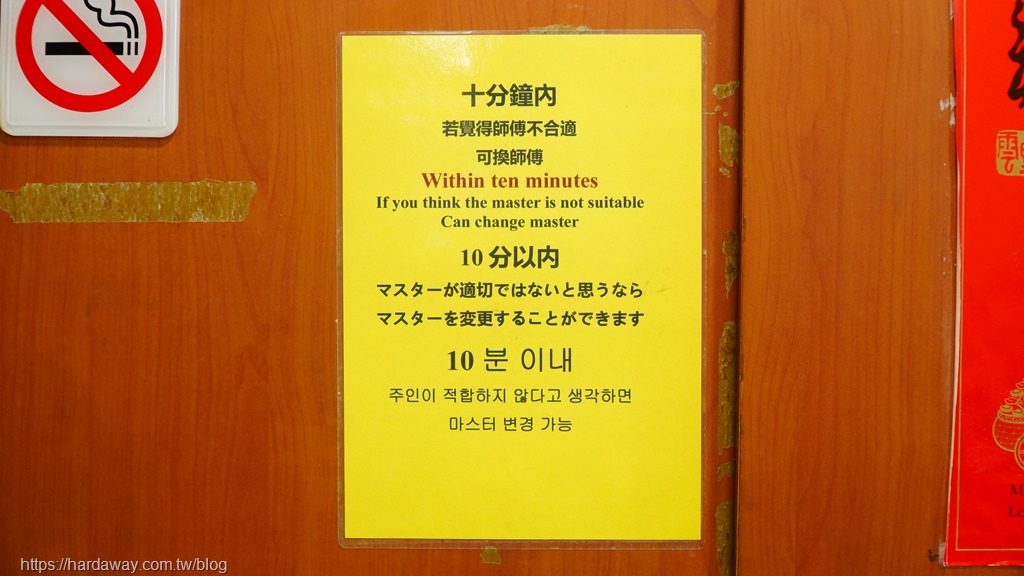 十分鐘內
若覺得師傅不合適
可換師傅
Within ten minutes
If you think the master is not suitable
Can change master
10 分以内
マスターが適切ではないと思うなら
マスターを変更することができます
10 분 이내
주인이 적합하지 않다고 생각하면
마스터 변경 가능
https://hardaway.com.tw/blog